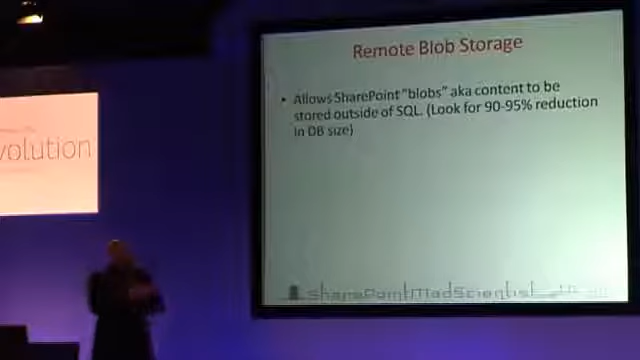 Remote Blob Storage
• Allows SharePoint "blobs" aka content to be
stored outside of SQL. (Look for 90-95% reduction
in DB size)
volution
SharePointMadScientist